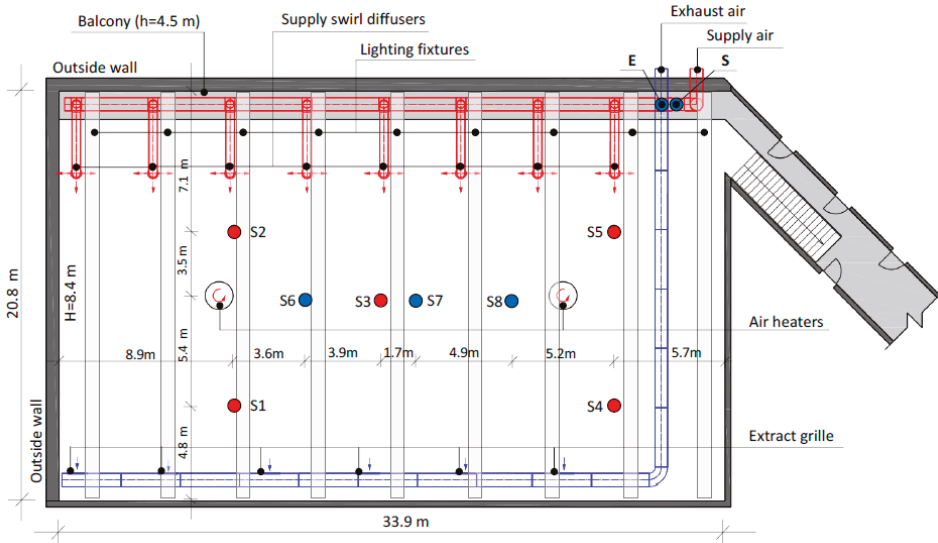 Exhaust air
Balcony (h=4.5 m)
Supply swirl diffusers
Supply air
Lighting fixtures
Outside wall
E
S
7.1 m
S2
S5
3.5 m
20.8 m
H=8.4 m
S6
S3
S7
S8
Air heaters
5.4 m
8.9m
3.6m
3.9m
1.7m
4.9m
5.2m
5.7m
S1
S4
Outside wall
4.8 m
Extract grille
33.9 m